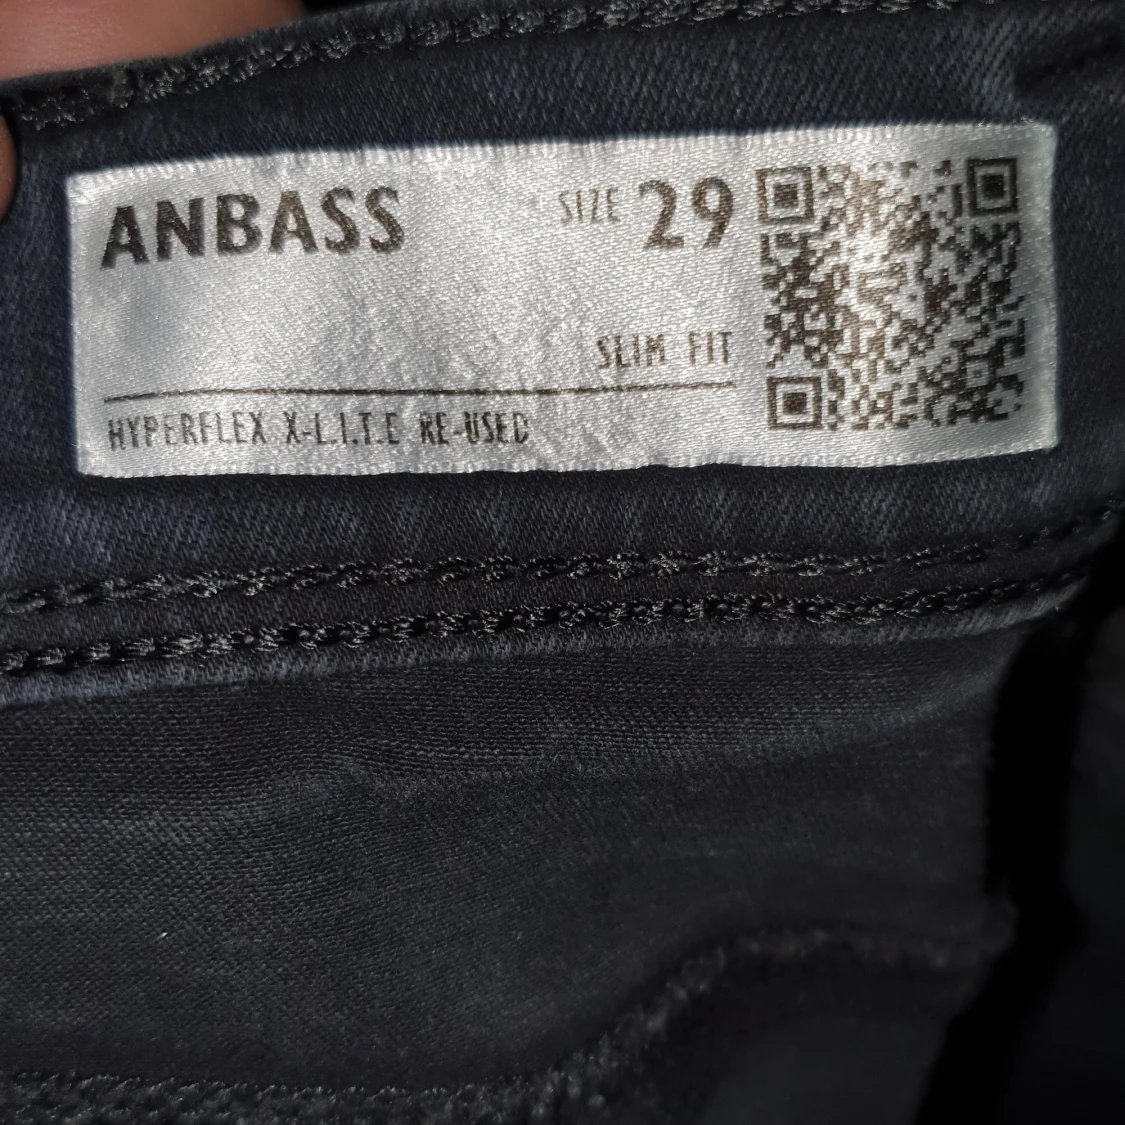 ANBASS
SIZE 29
SLIM FIT
HYPERFLEX X-L.I.T.E RE-USED